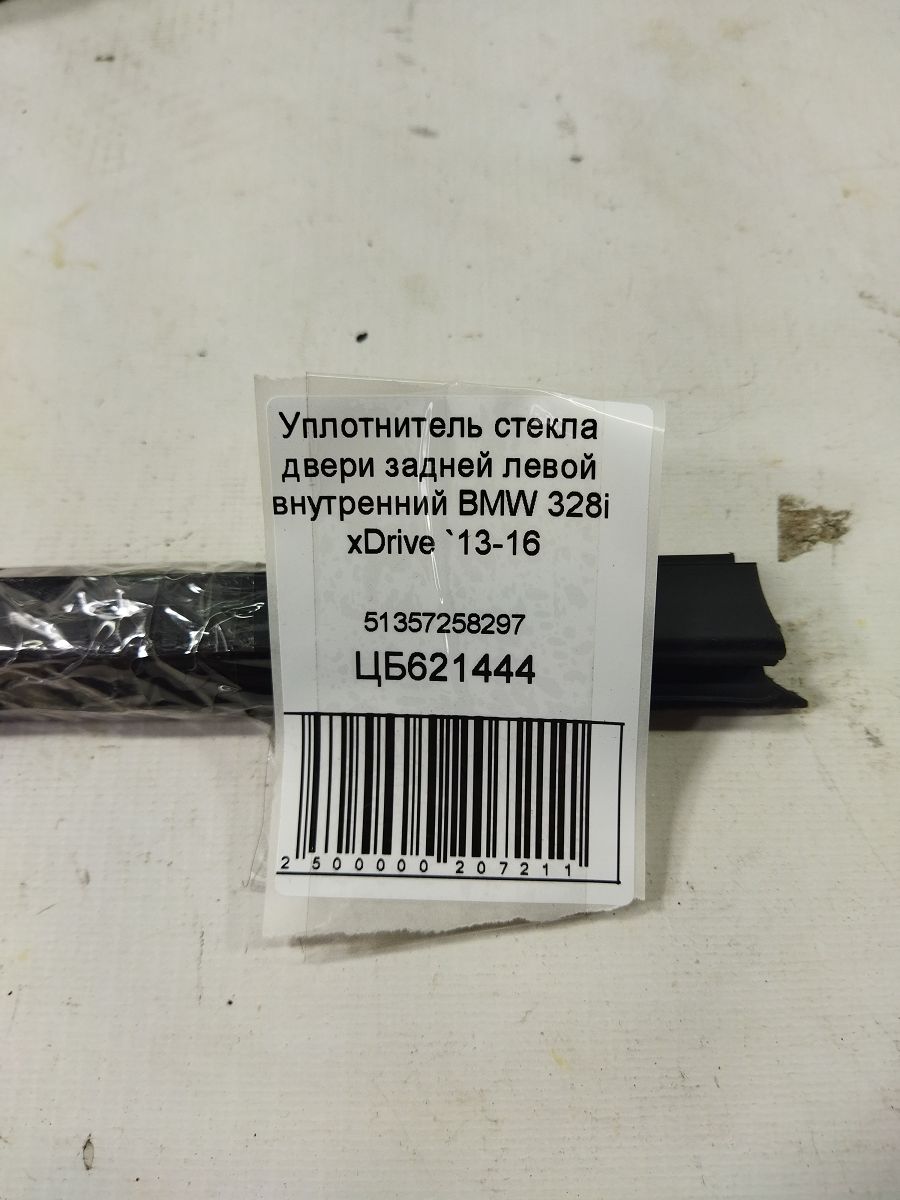 Уплотнитель стекла
двери задней левой
внутренний BMW 328i
xDrive `13-16
51357258297
ЦБ621444
2 500000 207211